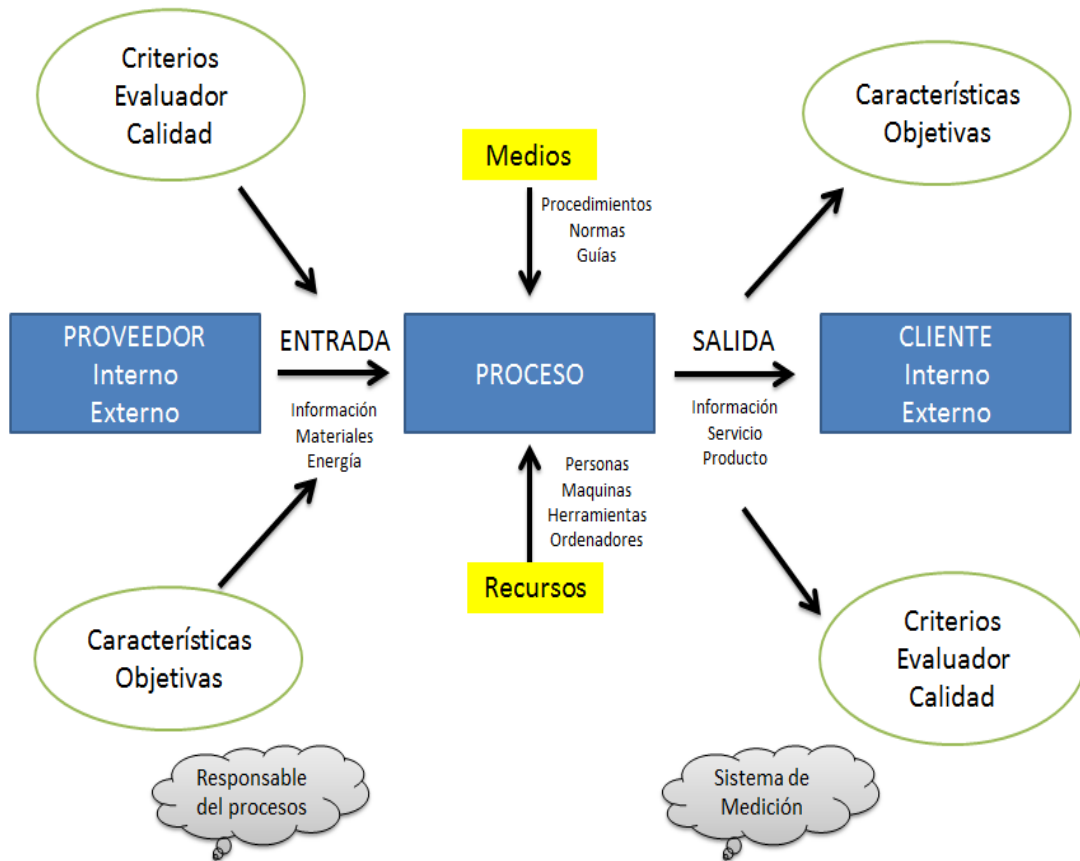 Criterios
Evaluador
Calidad
Características
Objetivas
Medios
Procedimientos
Normas
Guías
PROVEEDOR
Interno
Externo
ENTRADA
Información
Materiales
Energía
PROCESO
SALIDA
Información
Servicio
Producto
CLIENTE
Interno
Externo
Personas
Maquinas
Herramientas
Ordenadores
Recursos
Características
Objetivas
Criterios
Evaluador
Calidad
Responsable
del procesos
Sistema de
Medición